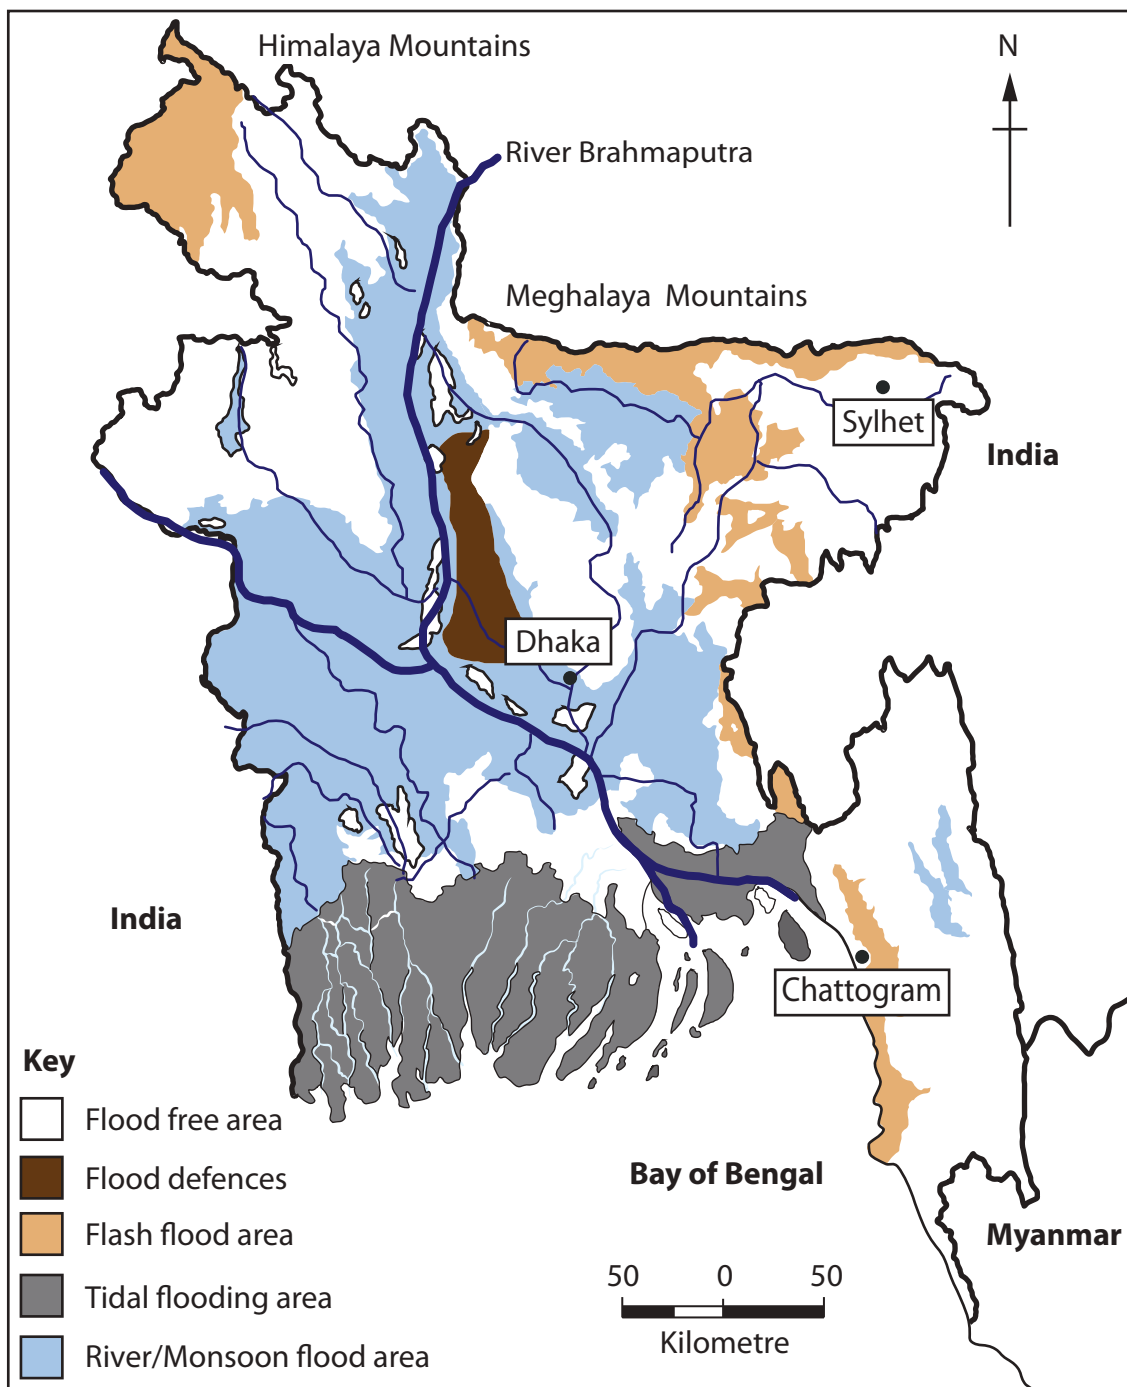 Himalaya Mountains
N
River Brahmaputra
Meghalaya Mountains
Sylhet
India
Dhaka
India
Chattogram
Key
Flood free area
Flood defences
Flash flood area
Tidal flooding area
River/Monsoon flood area
Bay of Bengal
Myanmar
50 0 50
Kilometre